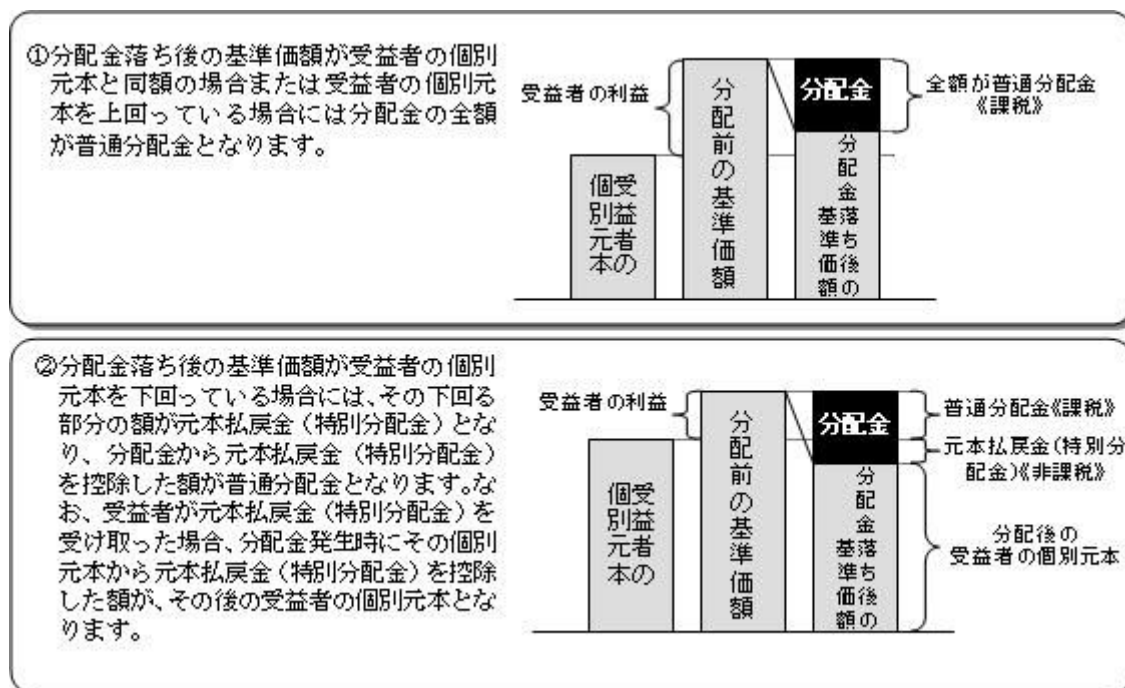 ①分配金落ち後の基準価額が受益者の個別
元本と同額の場合または受益者の個別元
本を上回っている場合には分配金の全額
が普通分配金となります。
受益者の利益
受益者の
個別元本
分配前の基準価額
分配金
分配金落ち後の
基準価額
全額が普通分配金
《課税》
②分配金落ち後の基準価額が受益者の個別
元本を下回っている場合には、その下回る
部分の額が元本払戻金（特別分配金）とな
り、分配金から元本払戻金（特別分配金）
を控除した額が普通分配金となります。な
お、受益者が元本払戻金（特別分配金）を
受け取った場合、分配金発生時にその個別
元本から元本払戻金（特別分配金）を控除
した額が、その後の受益者の個別元本とな
ります。
受益者の利益
受益者の
個別元本
分配前の基準価額
分配金
分配金落ち後の
基準価額
普通分配金《課税》
元本払戻金（特別分
配金）《非課税》
分配後の
受益者の個別元本